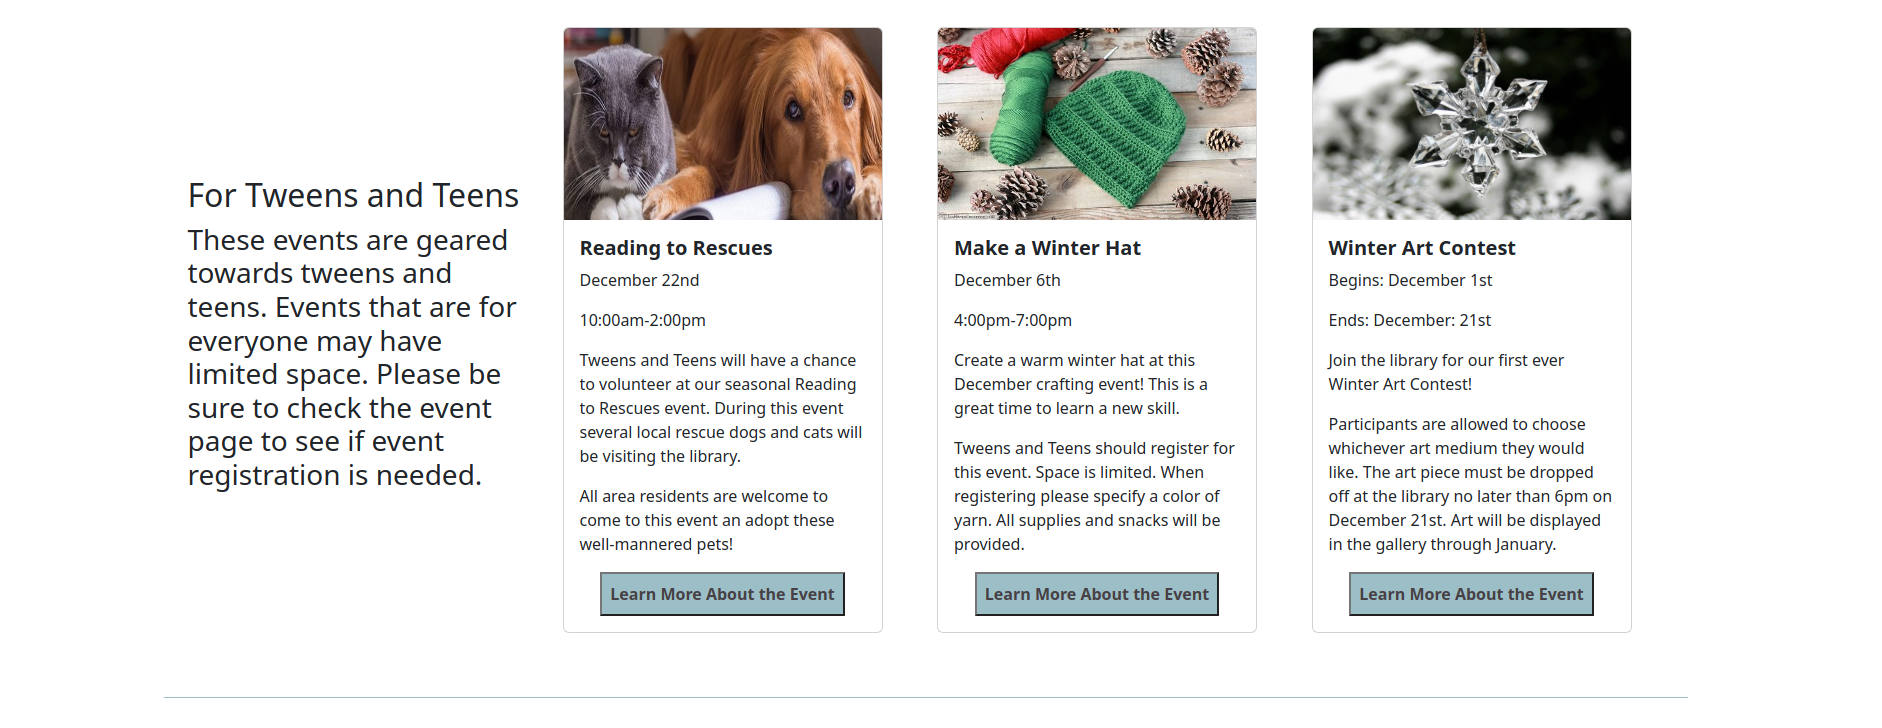 For Tweens and Teens
These events are geared
towards tweens and
teens. Events that are for
everyone may have
limited space. Please be
sure to check the event
page to see if event
registration is needed.
Reading to Rescues
December 22nd
10:00am-2:00pm
Tweens and Teens will have a chance
to volunteer at our seasonal Reading
to Rescues event. During this event
several local rescue dogs and cats will
be visiting the library.
All area residents are welcome to
come to this event an adopt these
well-mannered pets!
Learn More About the Event
Make a Winter Hat
December 6th
4:00pm-7:00pm
Create a warm winter hat at this
December crafting event! This is a
great time to learn a new skill.
Tweens and Teens should register for
this event. Space is limited. When
registering please specify a color of
yarn. All supplies and snacks will be
provided.
Learn More About the Event
Winter Art Contest
Begins: December 1st
Ends: December: 21st
Join the library for our first ever
Winter Art Contest!
Participants are allowed to choose
whichever art medium they would
like. The art piece must be dropped
off at the library no later than 6pm on
December 21st. Art will be displayed
in the gallery through January.
Learn More About the Event